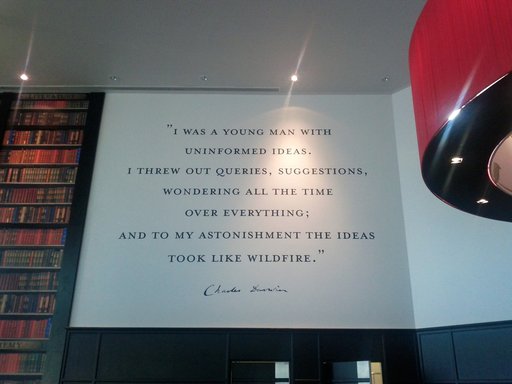 LITERATURE
"I WAS A YOUNG MAN WITH
UNINFORMED IDEAS.
I THREW OUT QUERIES, SUGGESTIONS,
WONDERING ALL THE TIME
OVER EVERYTHING;
AND TO MY ASTONISHMENT THE IDEAS
TOOK LIKE WILDFIRE."
Charles Darwin